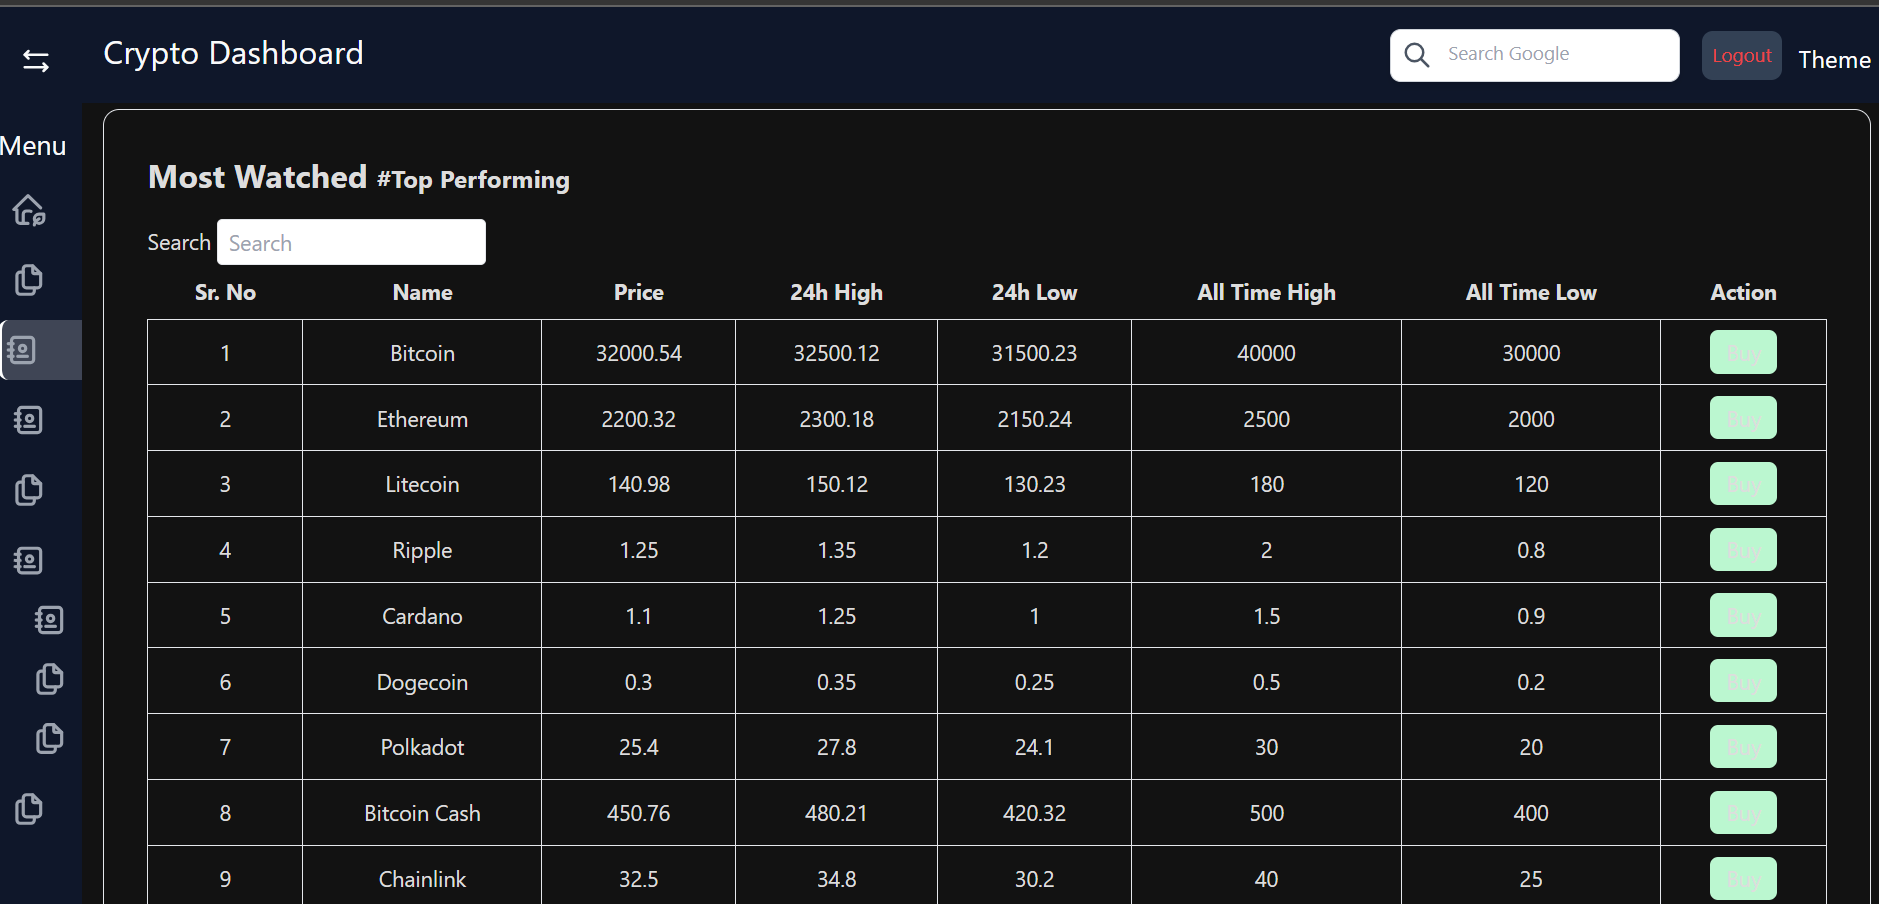 Crypto Dashboard
Search Google
Logout
Theme
Menu
Most Watched #Top Performing
Search Search
Sr. No Name Price 24h High 24h Low All Time High All Time Low Action
1 Bitcoin 32000.54 32500.12 31500.23 40000 30000 Buy
2 Ethereum 2200.32 2300.18 2150.24 2500 2000 Buy
3 Litecoin 140.98 150.12 130.23 180 120 Buy
4 Ripple 1.25 1.35 1.2 2 0.8 Buy
5 Cardano 1.1 1.25 1 1.5 0.9 Buy
6 Dogecoin 0.3 0.35 0.25 0.5 0.2 Buy
7 Polkadot 25.4 27.8 24.1 30 20 Buy
8 Bitcoin Cash 450.76 480.21 420.32 500 400 Buy
9 Chainlink 32.5 34.8 30.2 40 25 Buy